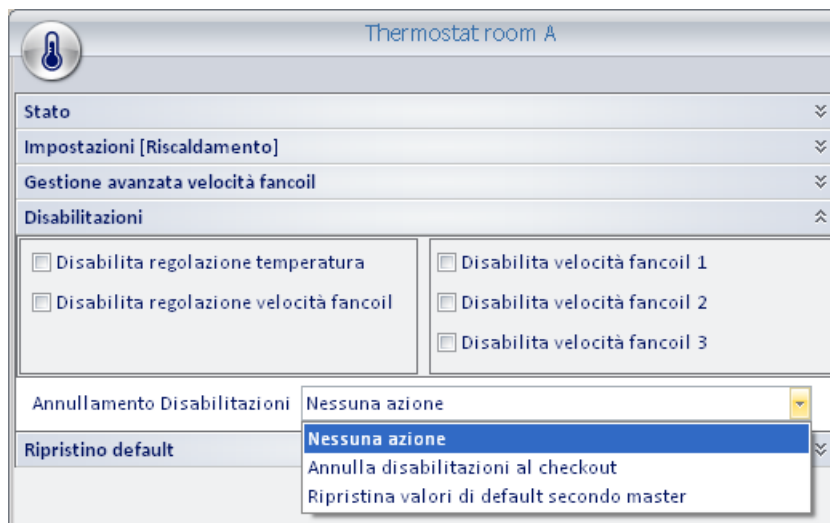 Thermostat room A
Stato
Impostazioni [Riscaldamento]
Gestione avanzata velocità fancoil
Disabilitazioni
Disabilita regolazione temperatura
Disabilita regolazione velocità fancoil
Disabilita velocità fancoil 1
Disabilita velocità fancoil 2
Disabilita velocità fancoil 3
Annullamento Disabilitazioni Nessuna azione
Nessuna azione
Annulla disabilitazioni al checkout
Ripristina valori di default secondo master
Ripristino default